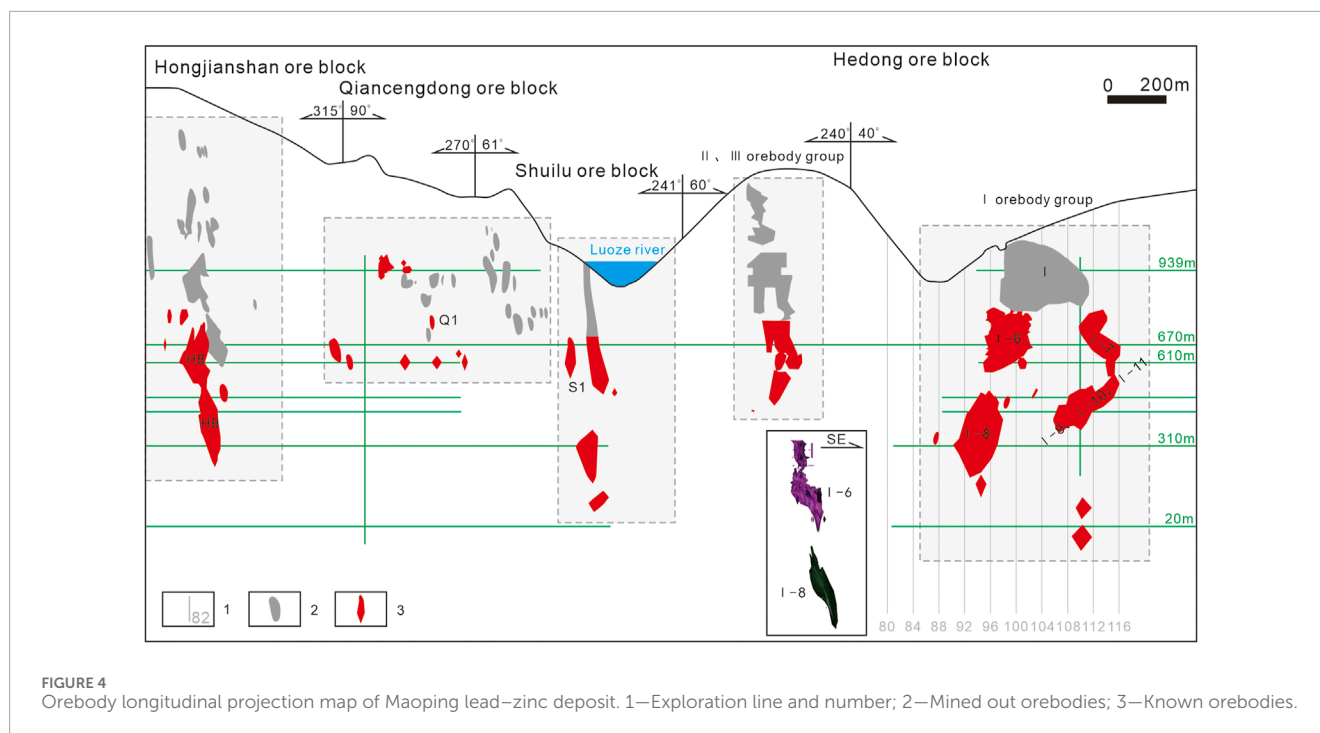 Hongjianshan ore block
Hedong ore block
0 200m
Qiancengdong ore block
315° 90°
270° 61°
240° 40°
Ⅱ、Ⅲ orebody group
Shuilu ore block
241° 60°
Ⅰ orebody group
Luoze river
939m
Ⅰ
Q1
670m
Ⅰ-6
Ⅰ-7
H8
610m
Ⅰ-11
S1
Ⅰ-10
H9
Ⅰ-9
Ⅰ-8
310m
SE
Ⅰ-6
20m
Ⅰ-8
82 1 2 3
80 84 88 92 96 100 104 108 112 116
FIGURE 4
Orebody longitudinal projection map of Maoping lead–zinc deposit. 1—Exploration line and number; 2—Mined out orebodies; 3—Known orebodies.